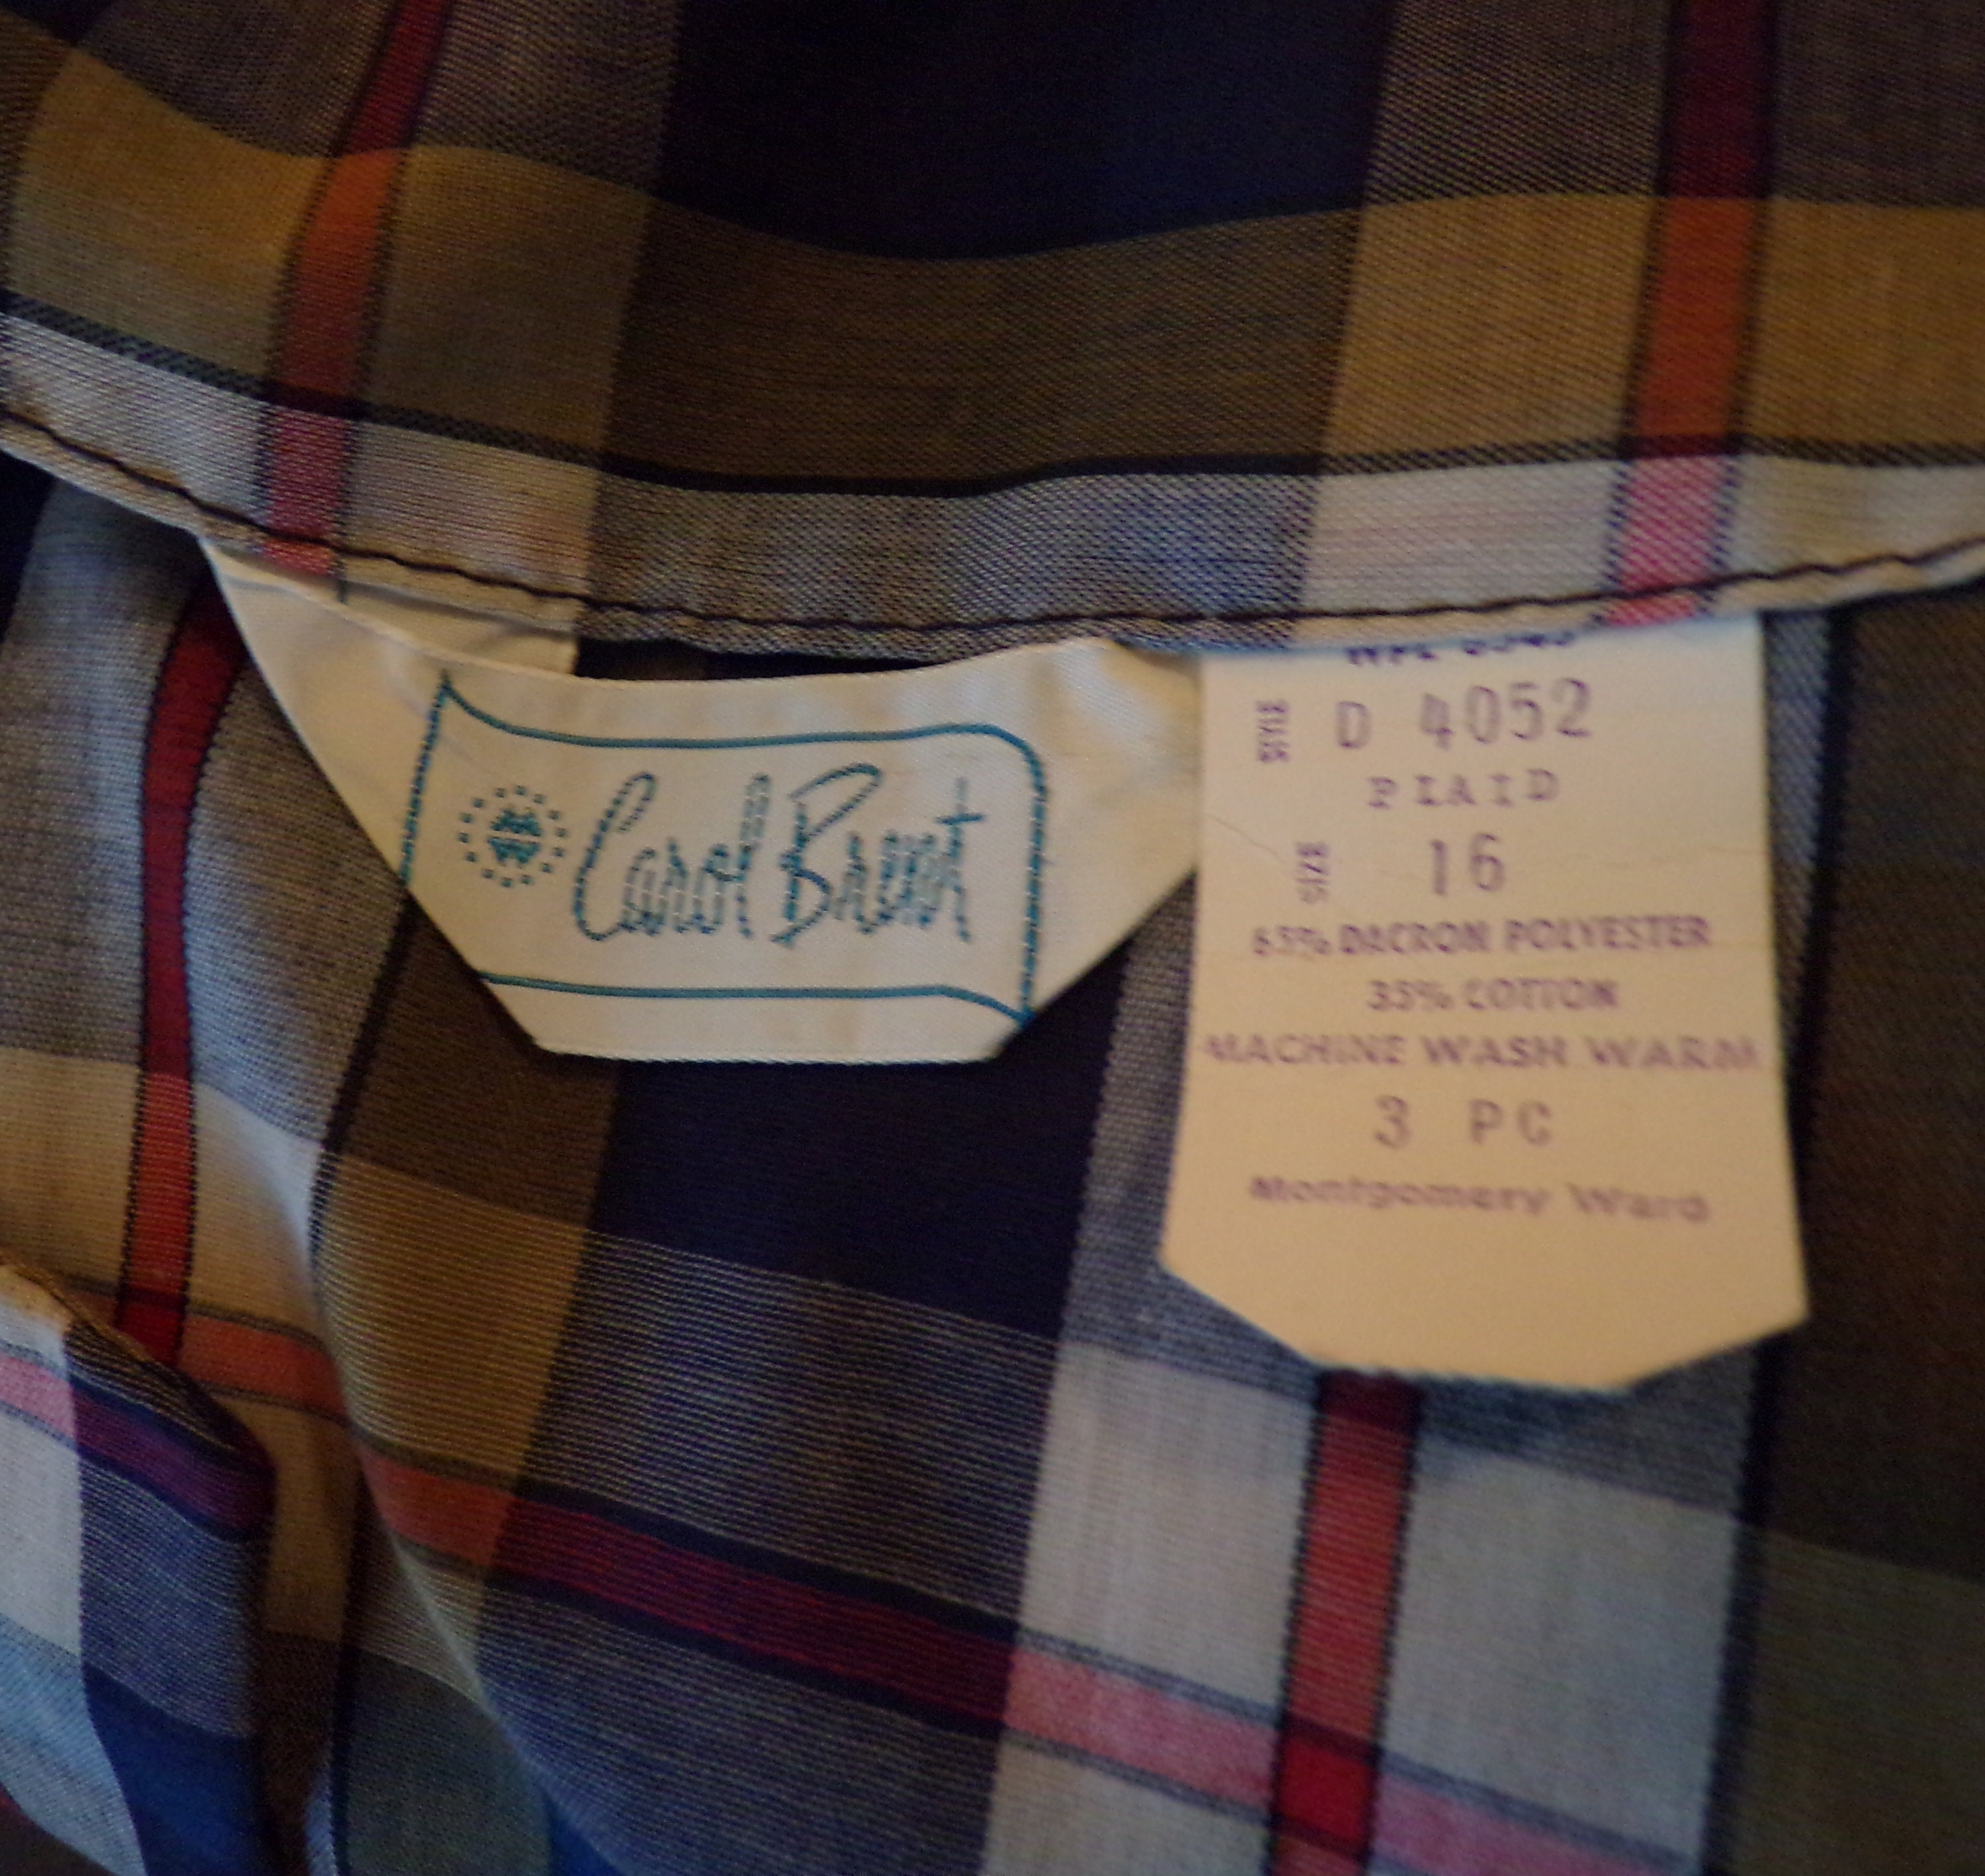 MW Carol Brent
STYLE D 4052
PLAID
SIZE 16
65% DACRON POLYESTER
35% COTTON
MACHINE WASH WARM
3 PC
Montgomery Ward